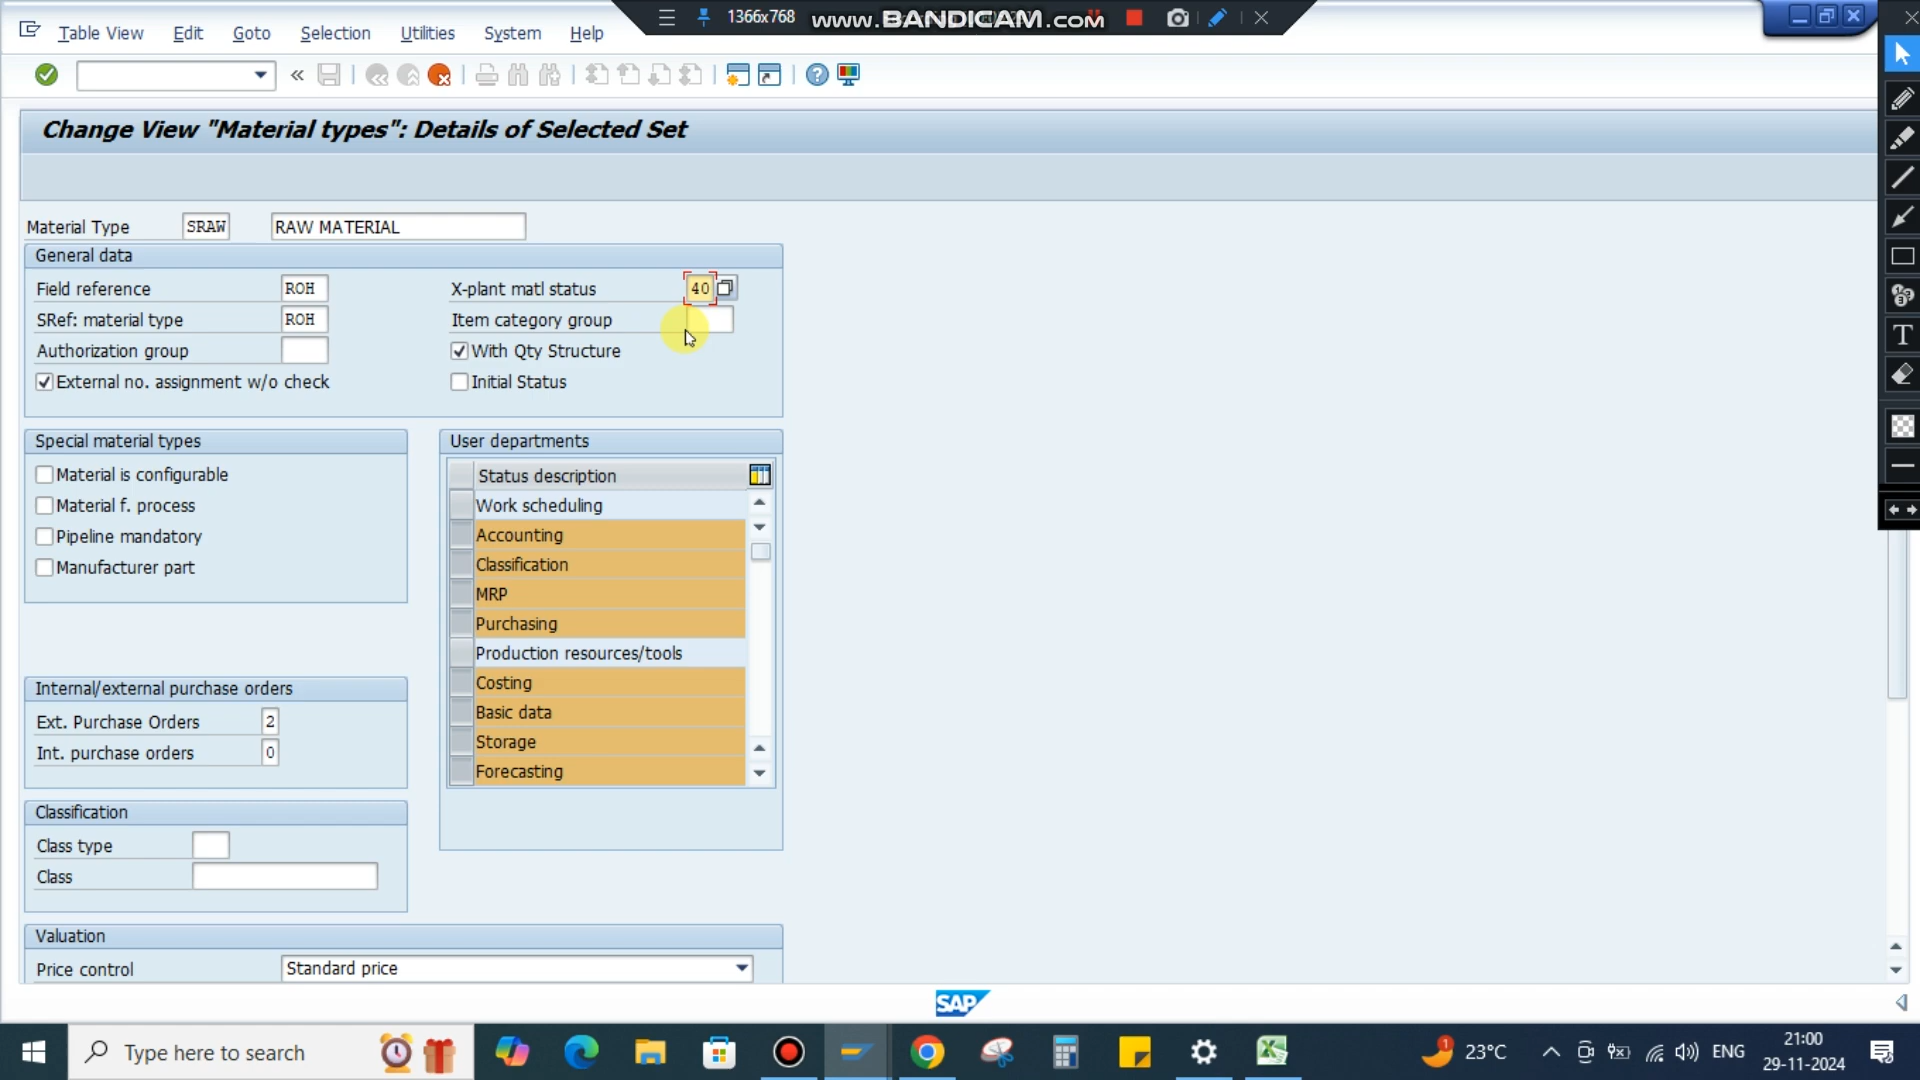 1366x768 www.BANDICAM.com
Table View Edit Goto Selection Utilities System Help
Change View "Material types": Details of Selected Set
Material Type SRAW RAW MATERIAL
General data
Field reference ROH X-plant matl status 40
SRef: material type ROH Item category group
Authorization group With Qty Structure
External no. assignment w/o check Initial Status
Special material types User departments
Material is configurable Status description
Material f. process Work scheduling
Pipeline mandatory Accounting
Manufacturer part Classification
MRP
Purchasing
Production resources/tools
Internal/external purchase orders Costing
Ext. Purchase Orders 2 Basic data
Int. purchase orders 0 Storage
Forecasting
Classification
Class type
Class
Valuation
Price control Standard price
SAP
Type here to search 1 23°C ENG 21:00
29-11-2024